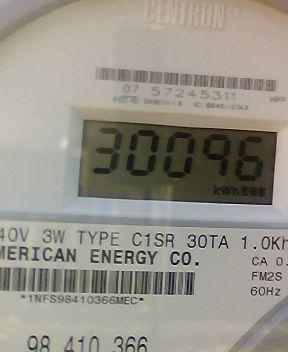 CENTRON
07 57245311
30096
kWh
40V 3W TYPE C1SR 30TA 1.0Kh
MERICAN ENERGY CO.
CA 0.
FM2S
60Hz
*1NFS98410366MEC*
98 410 366